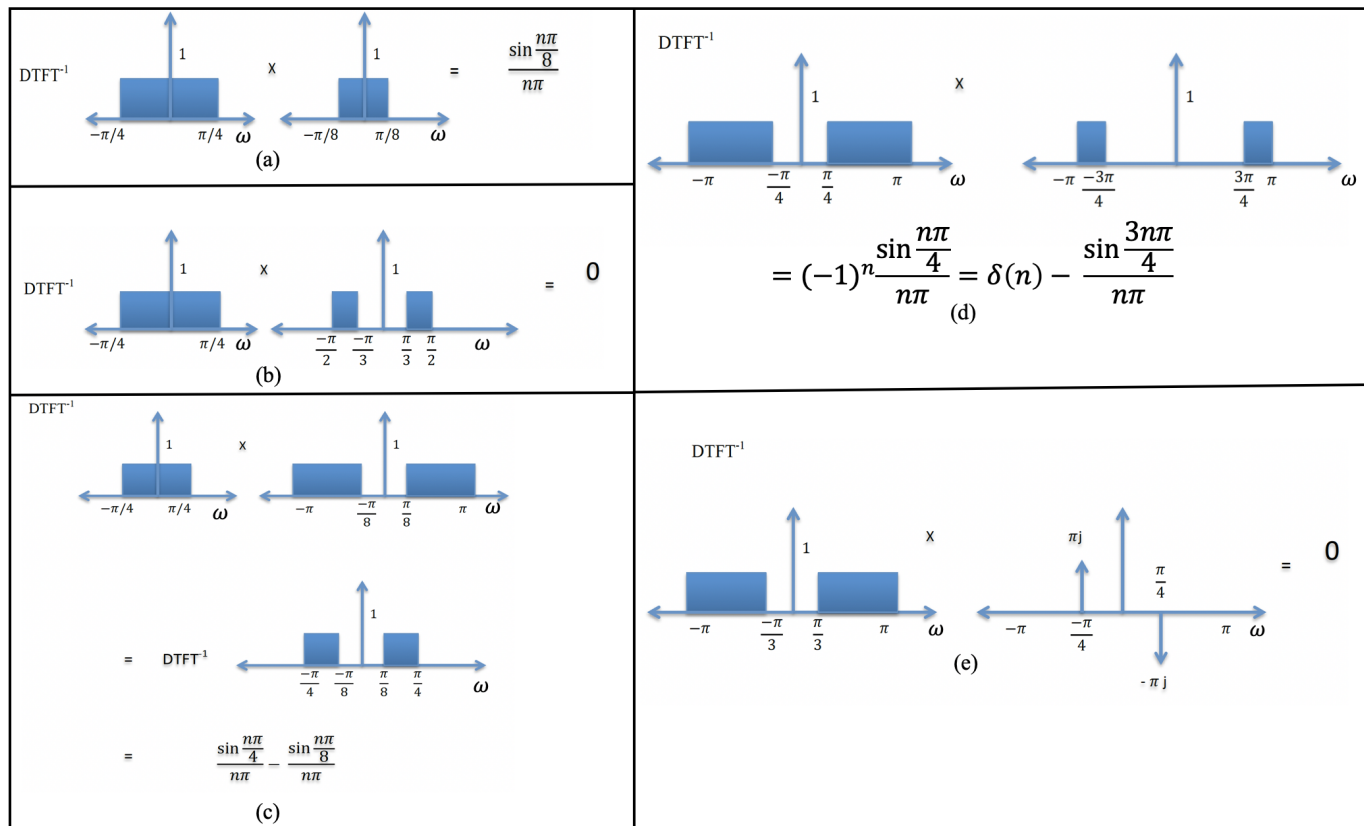 DTFT⁻¹
1
x
1
=
sin nπ/8 / nπ
−π/4
π/4
ω
−π/8
π/8
ω
(a)
DTFT⁻¹
1
x
1
=
0
−π/4
π/4
ω
−π/2
−π/3
π/3
π/2
ω
(b)
DTFT⁻¹
1
x
1
−π/4
π/4
ω
−π
−π/8
π/8
π
ω
=
DTFT⁻¹
1
−π/4
−π/8
π/8
π/4
ω
= sin nπ/4 / nπ − sin nπ/8 / nπ
(c)
DTFT⁻¹
1
x
1
−π
−π/4
π/4
π
ω
−π
−3π/4
3π/4
π
ω
= (−1)ⁿ sin nπ/4 / nπ = δ(n) − sin 3nπ/4 / nπ
(d)
DTFT⁻¹
1
x
πj
π/4
=
0
−π
−π/3
π/3
π
ω
−π
−π/4
π
ω
- π j
(e)